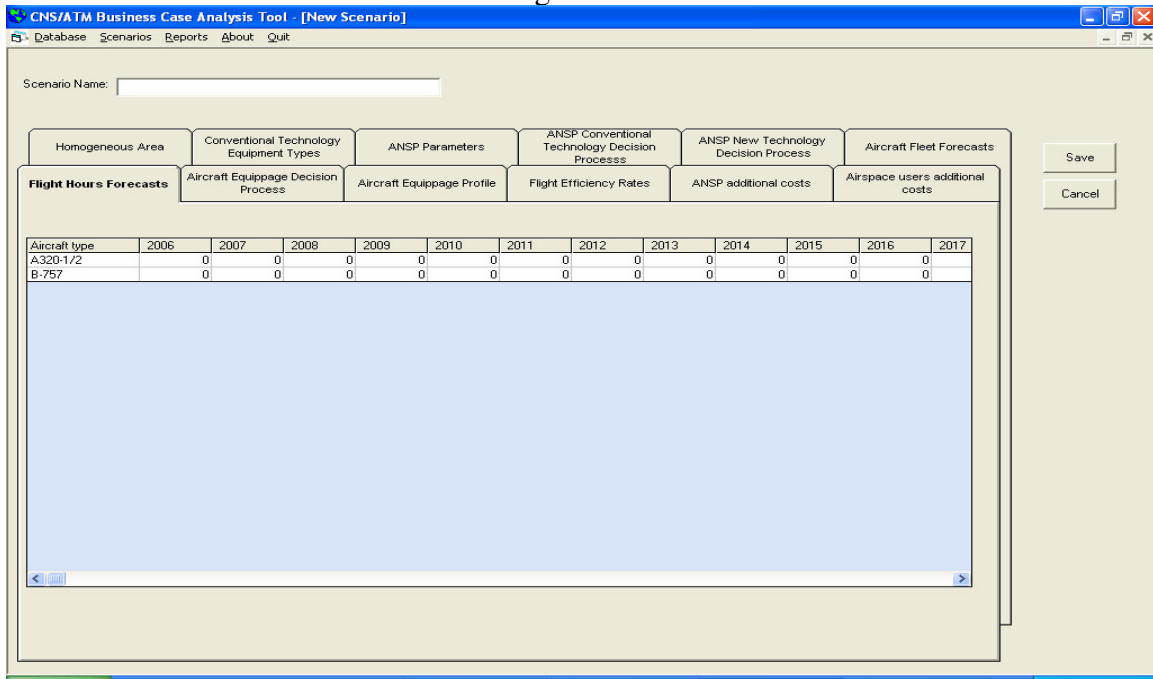 CNS/ATM Business Case Analysis Tool - [New Scenario]
Database Scenarios Reports About Quit
Scenario Name:
Homogeneous Area
Conventional Technology
Equipment Types
ANSP Parameters
ANSP Conventional
Technology Decision
Processs
ANSP New Technology
Decision Process
Aircraft Fleet Forecasts
Save
Flight Hours Forecasts
Aircraft Equippage Decision
Process
Aircraft Equippage Profile
Flight Efficiency Rates
ANSP additional costs
Airspace users additional
costs
Cancel
Aircraft type 2006 2007 2008 2009 2010 2011 2012 2013 2014 2015 2016 2017
A320-1/2 0 0 0 0 0 0 0 0 0 0 0
B-757 0 0 0 0 0 0 0 0 0 0 0